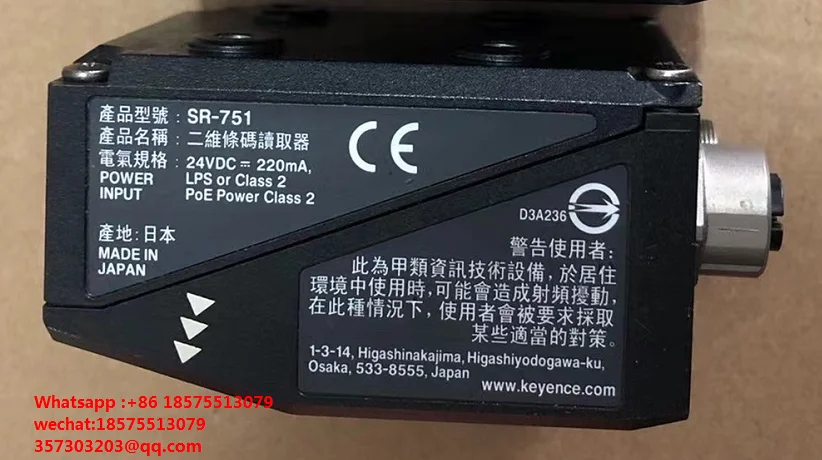 產品型號：SR-751
產品名稱：二維條碼讀取器
電氣規格：24VDC ⎓ 220mA,
POWER LPS or Class 2
INPUT PoE Power Class 2
CE
產地:日本
MADE IN
JAPAN
D3A236
警告使用者:
此為甲類資訊技術設備，於居住
環境中使用時,可能會造成射頻擾動,
在此種情況下，使用者會被要求採取
某些適當的對策。
1-3-14, Higashinakajima, Higashiyodogawa-ku,
Osaka, 533-8555, Japan
www.keyence.com
Whatsapp :+86 18575513079
wechat:18575513079
357303203@qq.com